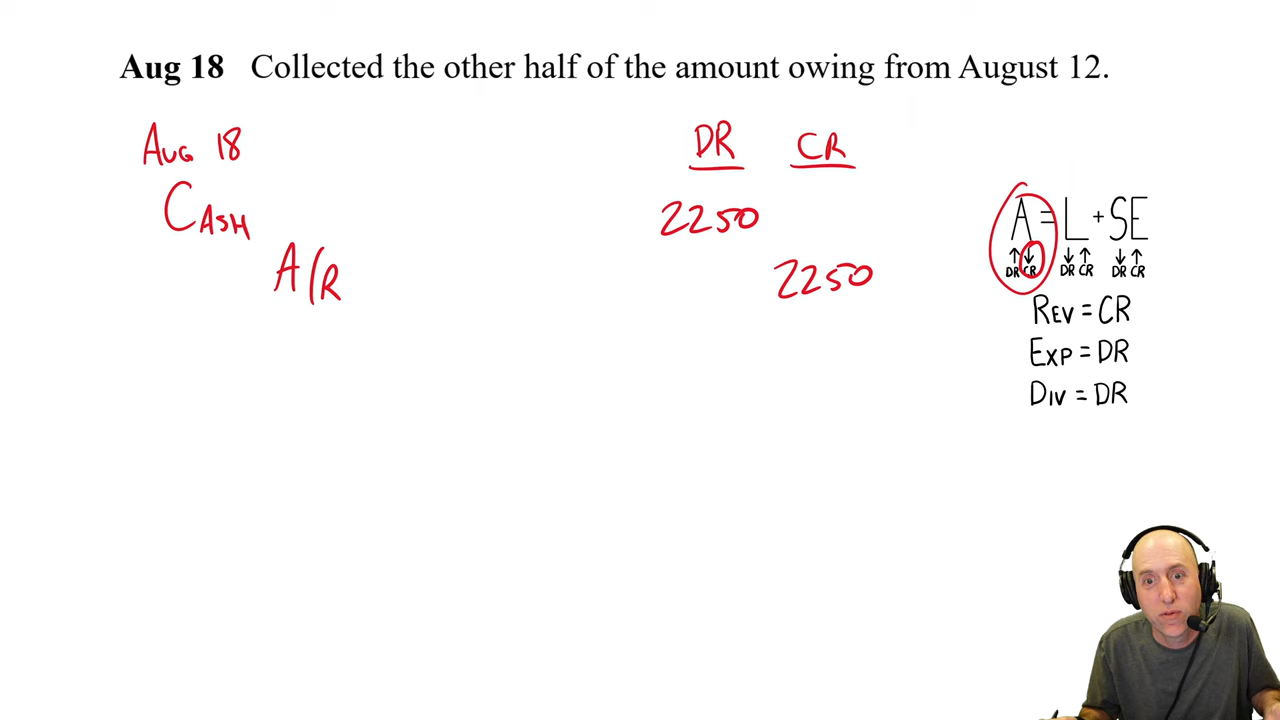 Aug 18 Collected the other half of the amount owing from August 12.
AUG 18 DR CR
CASH 2250
A/R 2250
A = L + SE
↑ ↓ ↓ ↑ ↓ ↑
DR CR DR CR DR CR
REV = CR
EXP = DR
DIV = DR